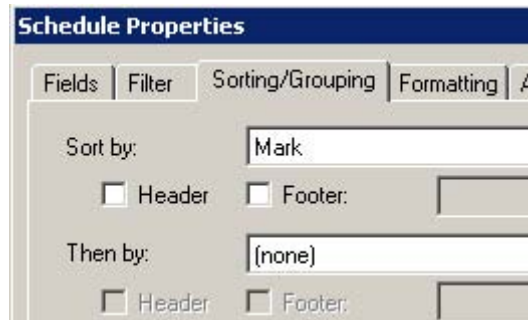 Schedule Properties
Fields Filter Sorting/Grouping Formatting A
Sort by: Mark
Header Footer:
Then by: (none)
Header Footer: